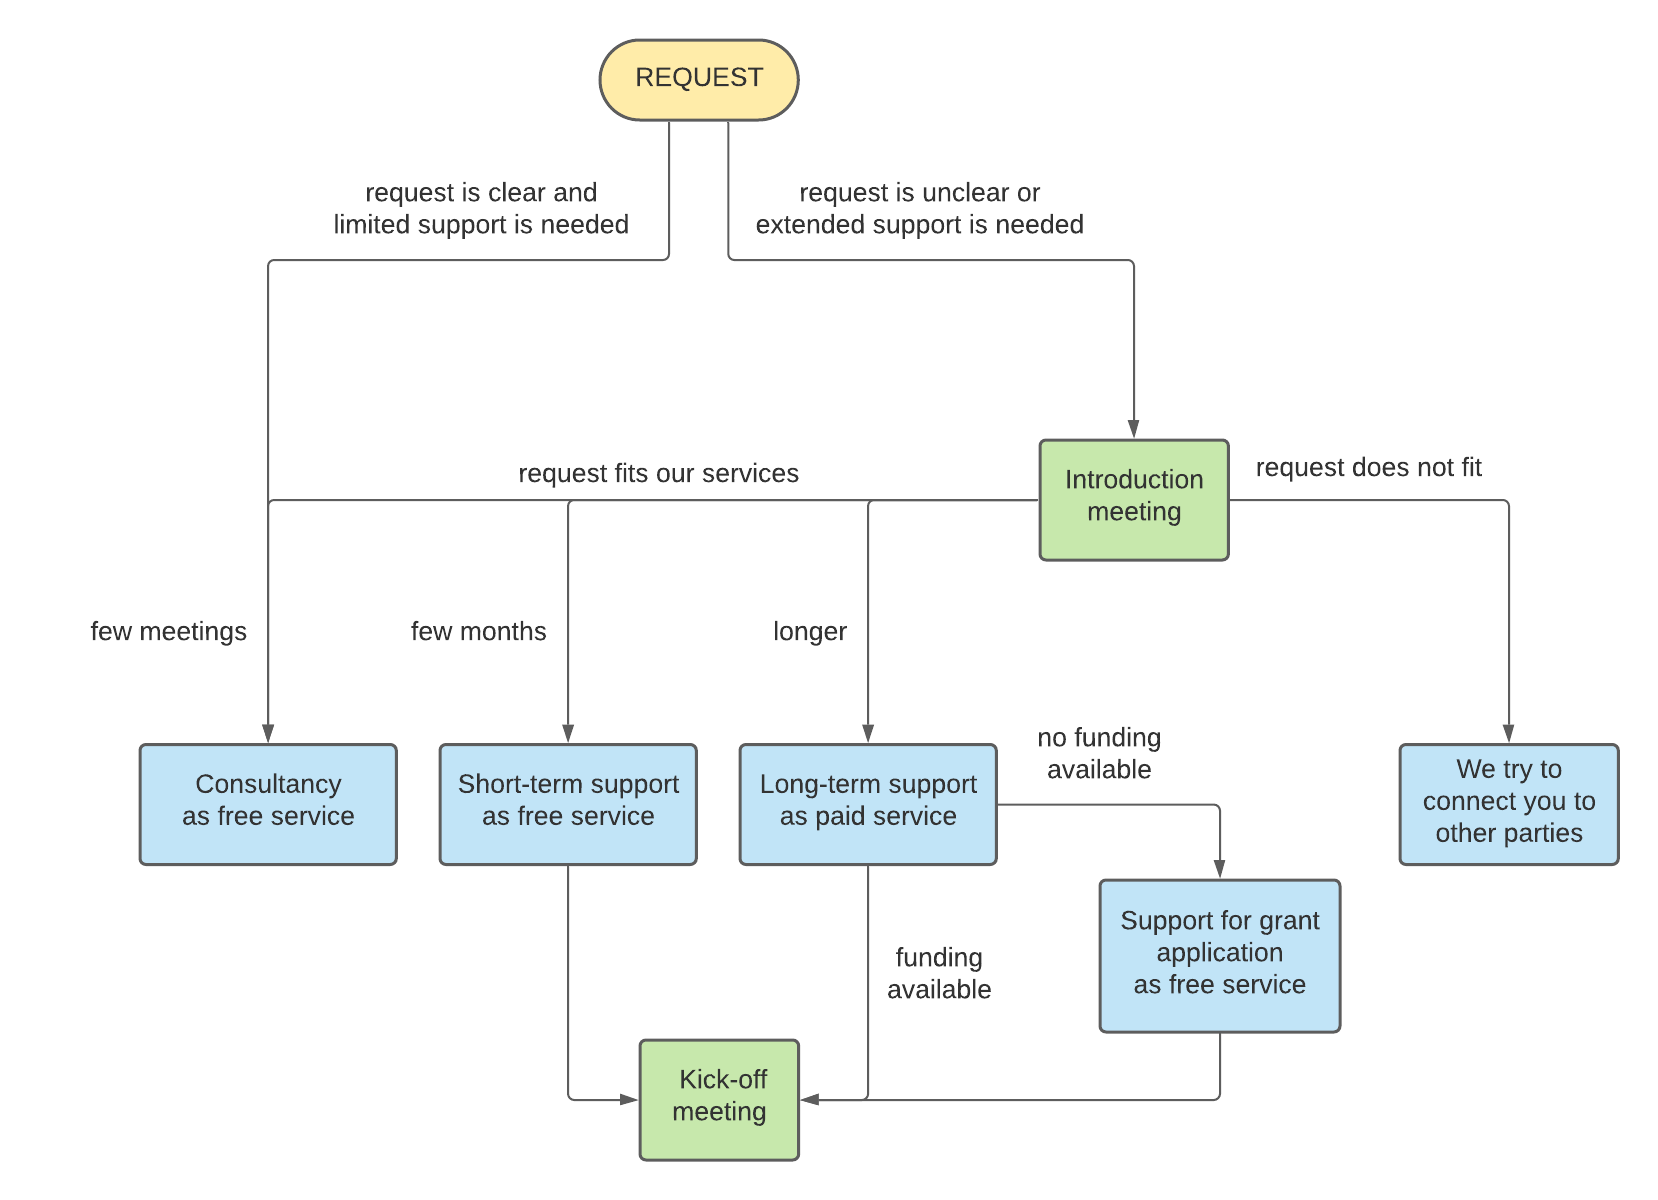 REQUEST
request is clear and
limited support is needed
request is unclear or
extended support is needed
Introduction
meeting
request fits our services
request does not fit
few meetings
few months
longer
Consultancy
as free service
Short-term support
as free service
Long-term support
as paid service
no funding
available
We try to
connect you to
other parties
Support for grant
application
as free service
funding
available
Kick-off
meeting